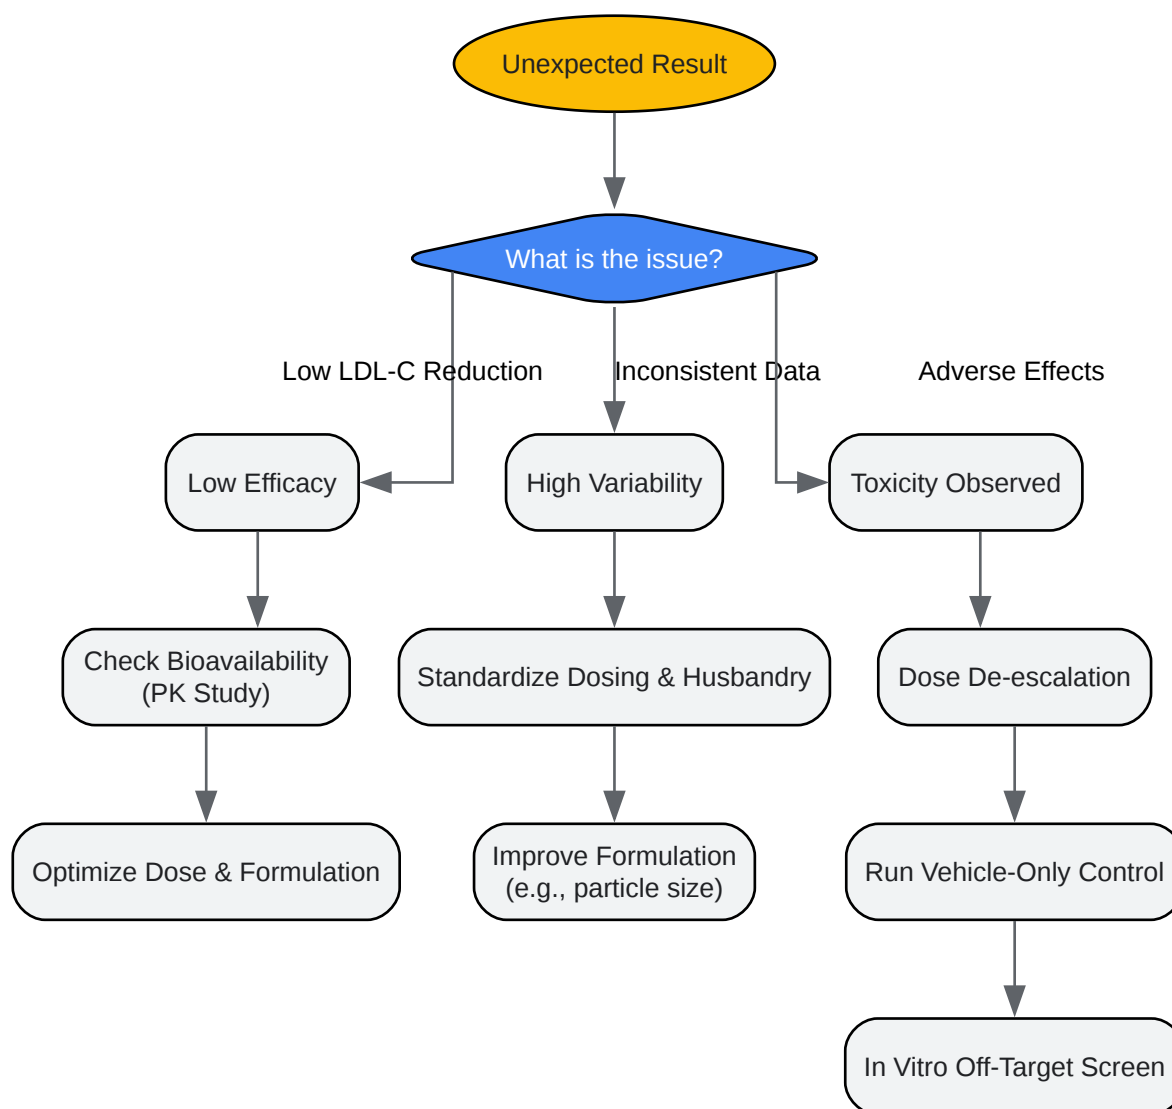 Unexpected Result
What is the issue?
Low LDL-C Reduction
Inconsistent Data
Adverse Effects
Low Efficacy
High Variability
Toxicity Observed
Check Bioavailability
(PK Study)
Standardize Dosing & Husbandry
Dose De-escalation
Optimize Dose & Formulation
Improve Formulation
(e.g., particle size)
Run Vehicle-Only Control
In Vitro Off-Target Screen